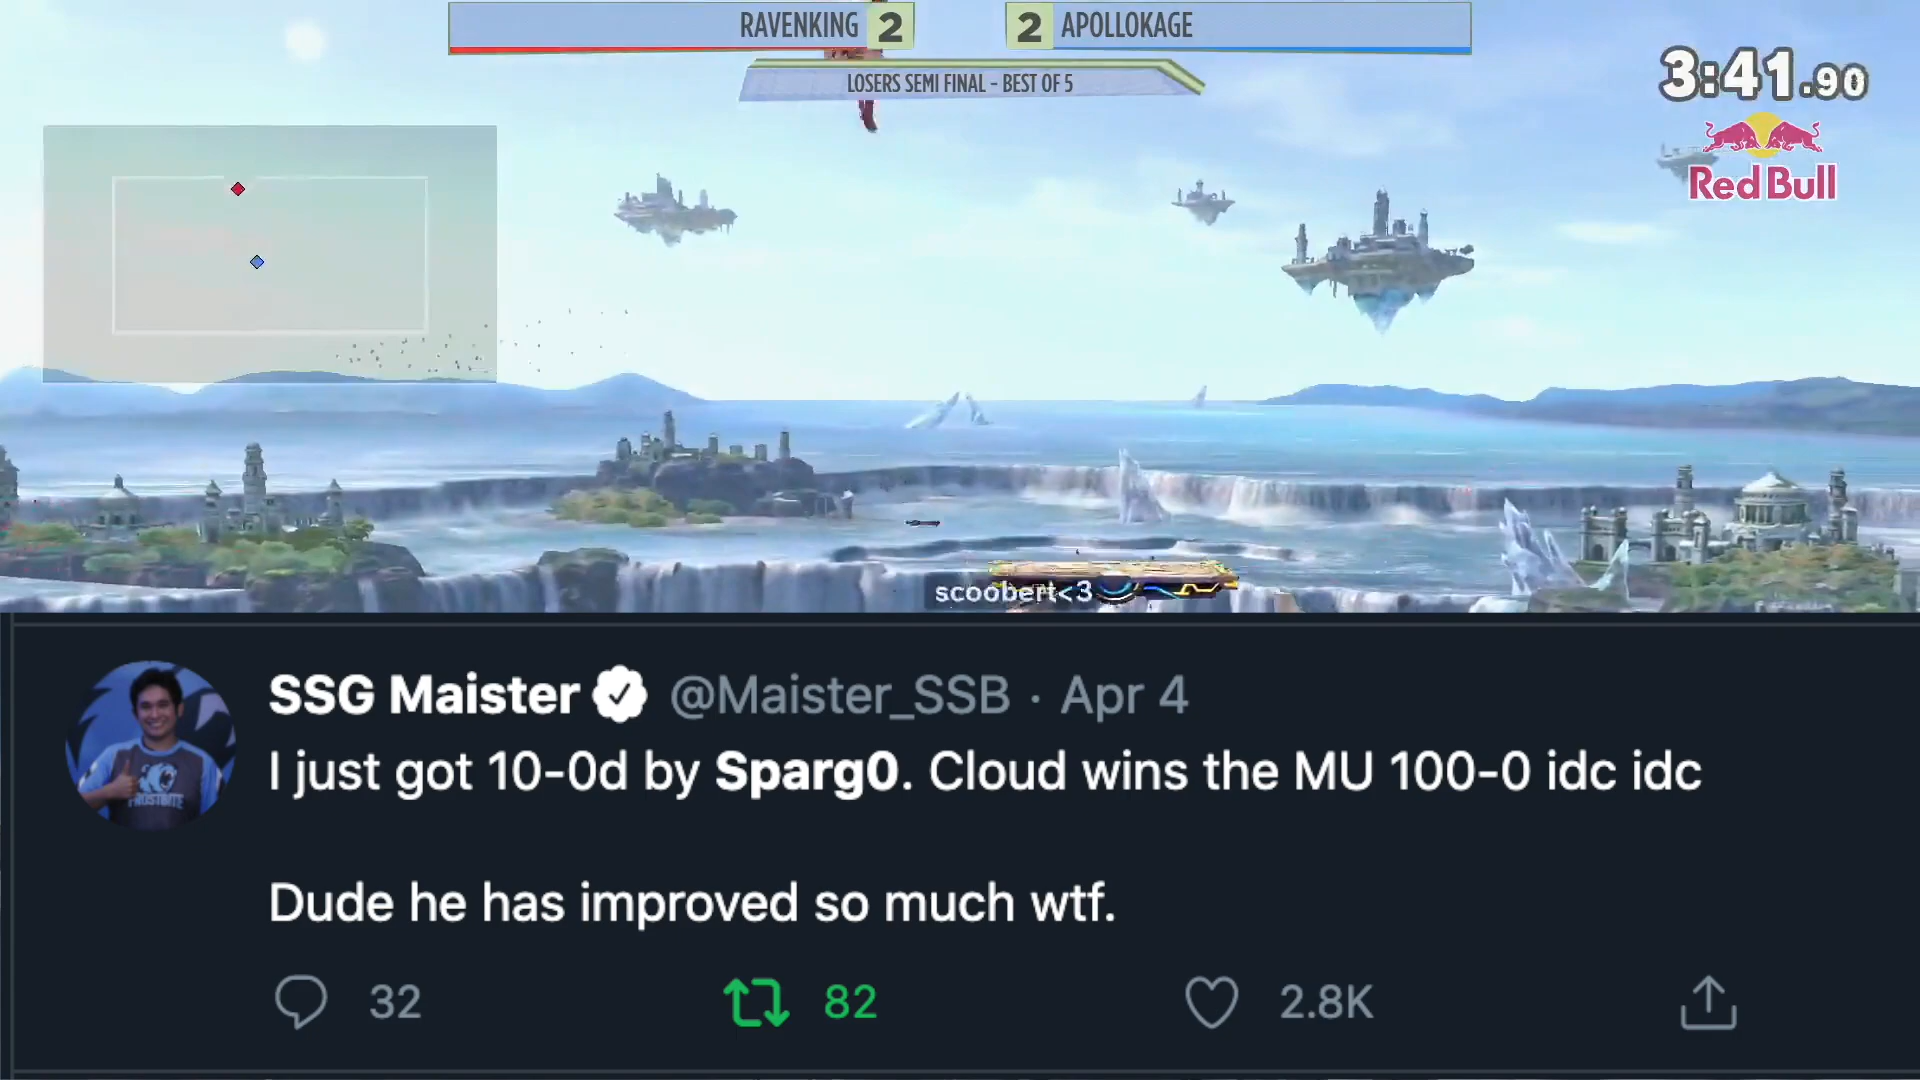 RAVENKING 2 2 APOLLOKAGE
LOSERS SEMI FINAL - BEST OF 5
3:41.90
Red Bull
scoobert<3
SSG Maister @Maister_SSB · Apr 4
I just got 10-0d by Sparg0. Cloud wins the MU 100-0 idc idc
Dude he has improved so much wtf.
FROSTBITE
32 82 2.8K